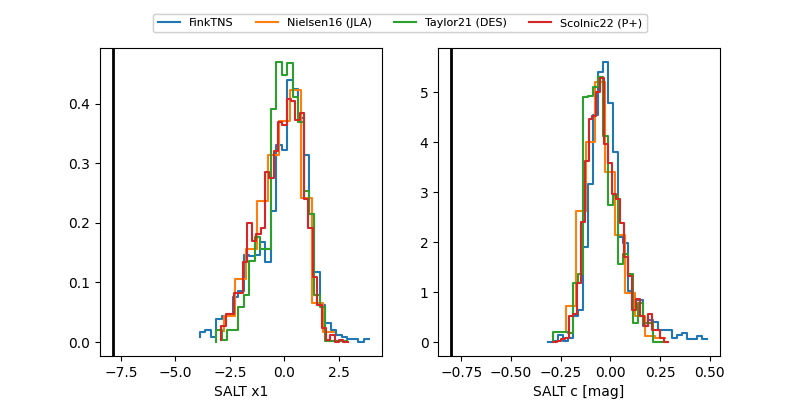 FinkTNS Nielsen16 (JLA) Taylor21 (DES) Scolnic22 (P+)
0.4
0.3
0.2
0.1
0.0
−7.5 −5.0 −2.5 0.0 2.5
SALT x1
5
4
3
2
1
0
−0.75 −0.50 −0.25 0.00 0.25 0.50
SALT c [mag]